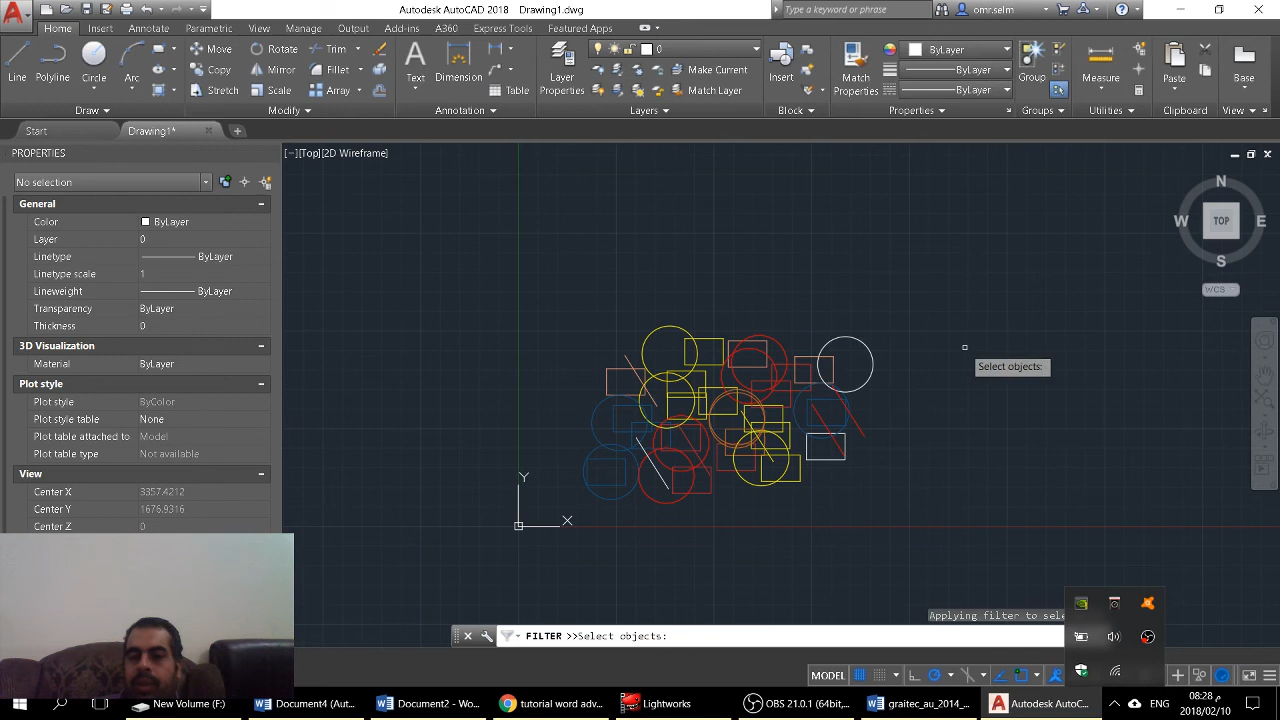 Autodesk AutoCAD 2018 Drawing1.dwg
Type a keyword or phrase
omr.selm
Home Insert Annotate Parametric View Manage Output Add-ins A360 Express Tools Featured Apps
Line
Polyline
Circle
Arc
Move
Rotate
Trim
Copy
Mirror
Fillet
Stretch
Scale
Array
Text
Dimension
Table
Layer
Properties
0
Make Current
Match Layer
Insert
Match
Properties
ByLayer
ByLayer
ByLayer
Group
Measure
Paste
Base
Draw
Modify
Annotation
Layers
Block
Properties
Groups
Utilities
Clipboard
View
Start
Drawing1*
PROPERTIES
[−][Top][2D Wireframe]
No selection
General
Color ByLayer
Layer 0
Linetype ByLayer
Linetype scale 1
Lineweight ByLayer
Transparency ByLayer
Thickness 0
3D Visualization
Material ByLayer
Plot style
Plot style ByColor
Plot style table None
Plot table attached to Model
Plot table type Not available
View
Center X 3357.4212
Center Y 1676.9316
Center Z 0
N
W TOP E
S
WCS
Select objects:
Y
X
Applying filter to sele
FILTER >>Select objects:
MODEL
New Volume (F:)
Document4 (Aut...
Document2 - Wor...
tutorial wird adv...
Lightworks
OBS 21.0.1 (64bit,...
graitec_au_2014_...
Autodesk AutoC...
ENG
08:28 م
2018/02/10